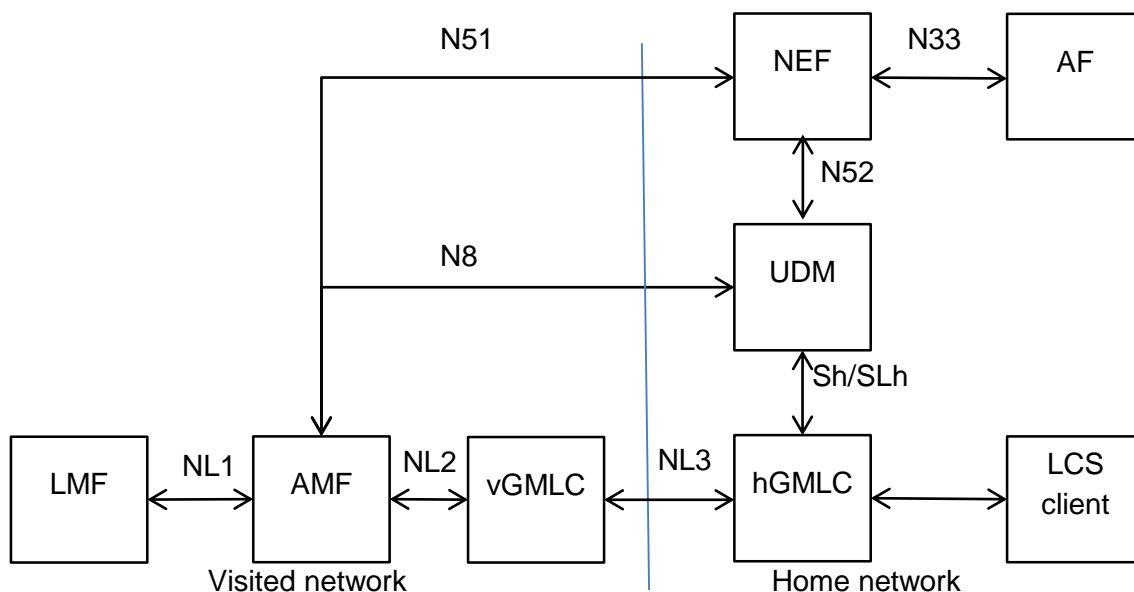 N51
N33
NEF
AF
N52
N8
UDM
Sh/SLh
LMF
NL1
AMF
NL2
vGMLC
NL3
hGMLC
LCS
client
Visited network
Home network